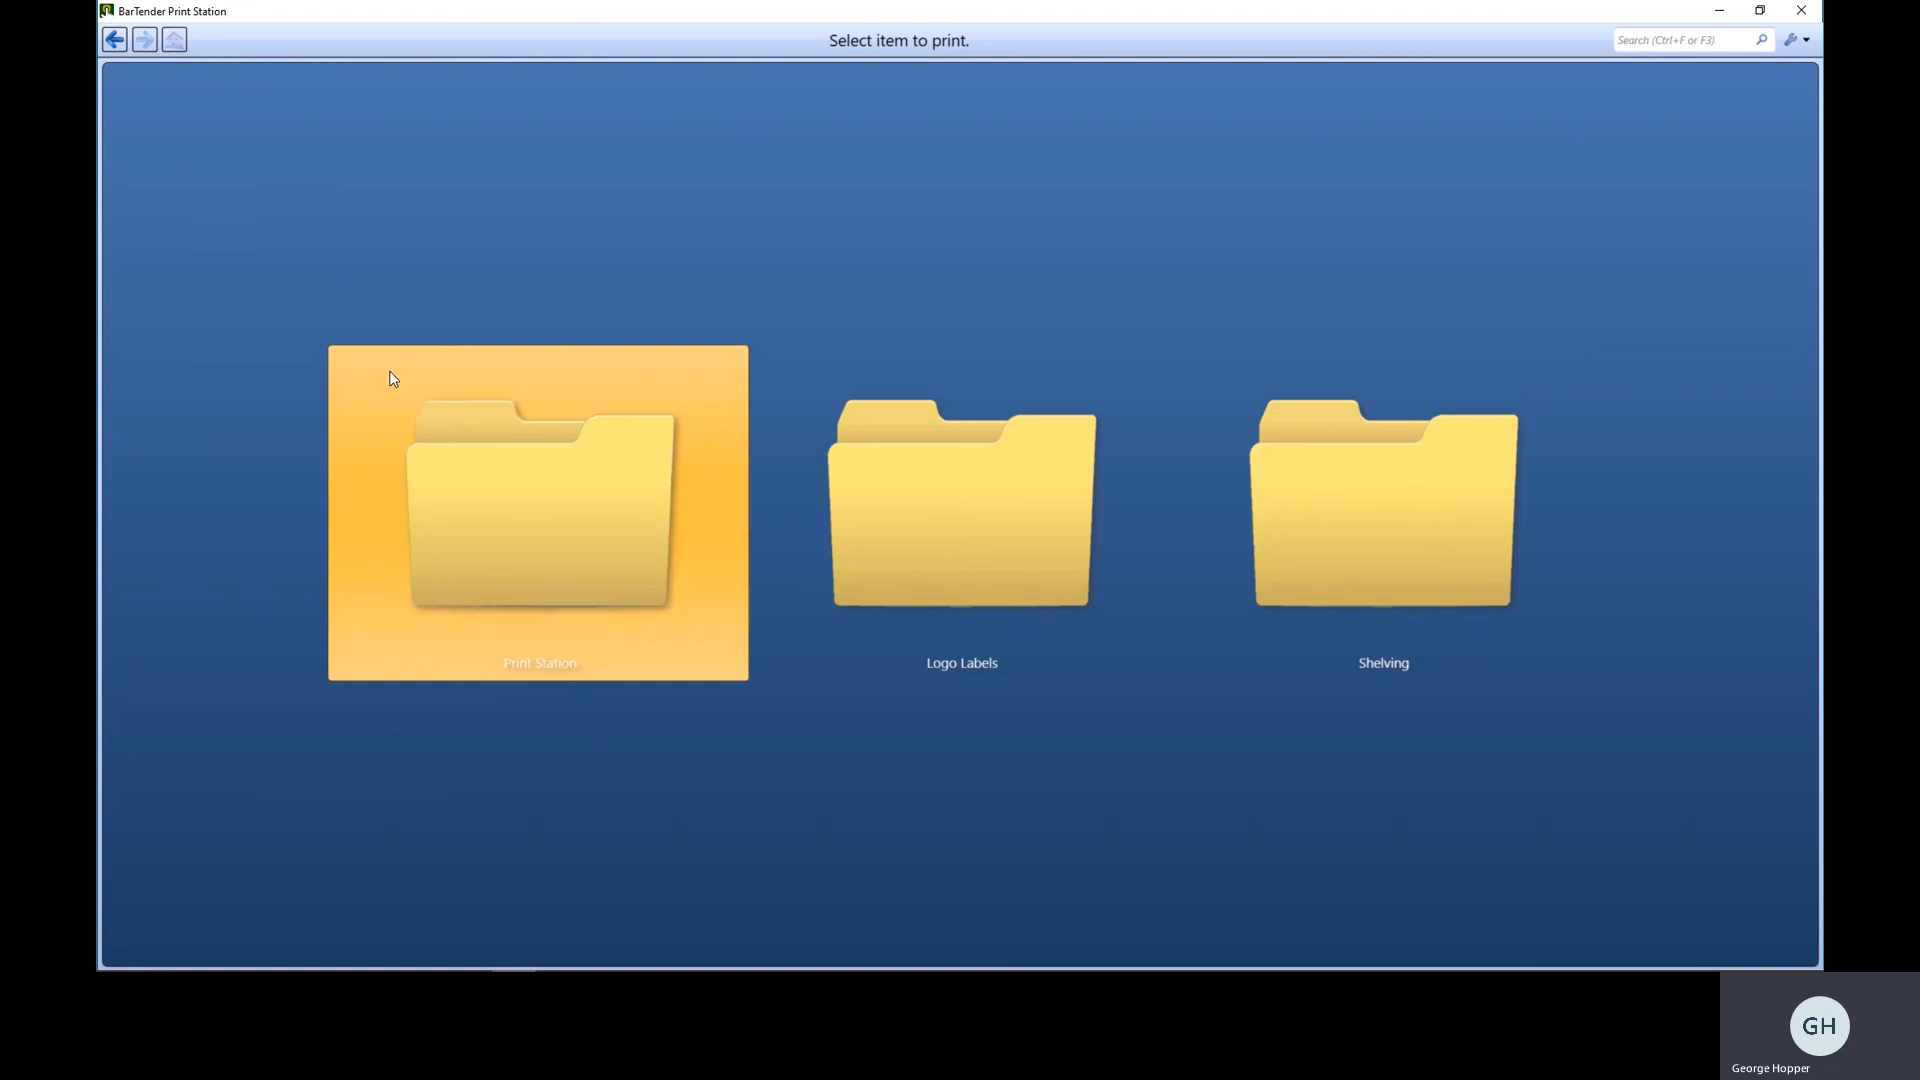 BarTender Print Station
Select item to print.
Search (Ctrl+F or F3)
Print Station
Logo Labels
Shelving
GH
George Hopper